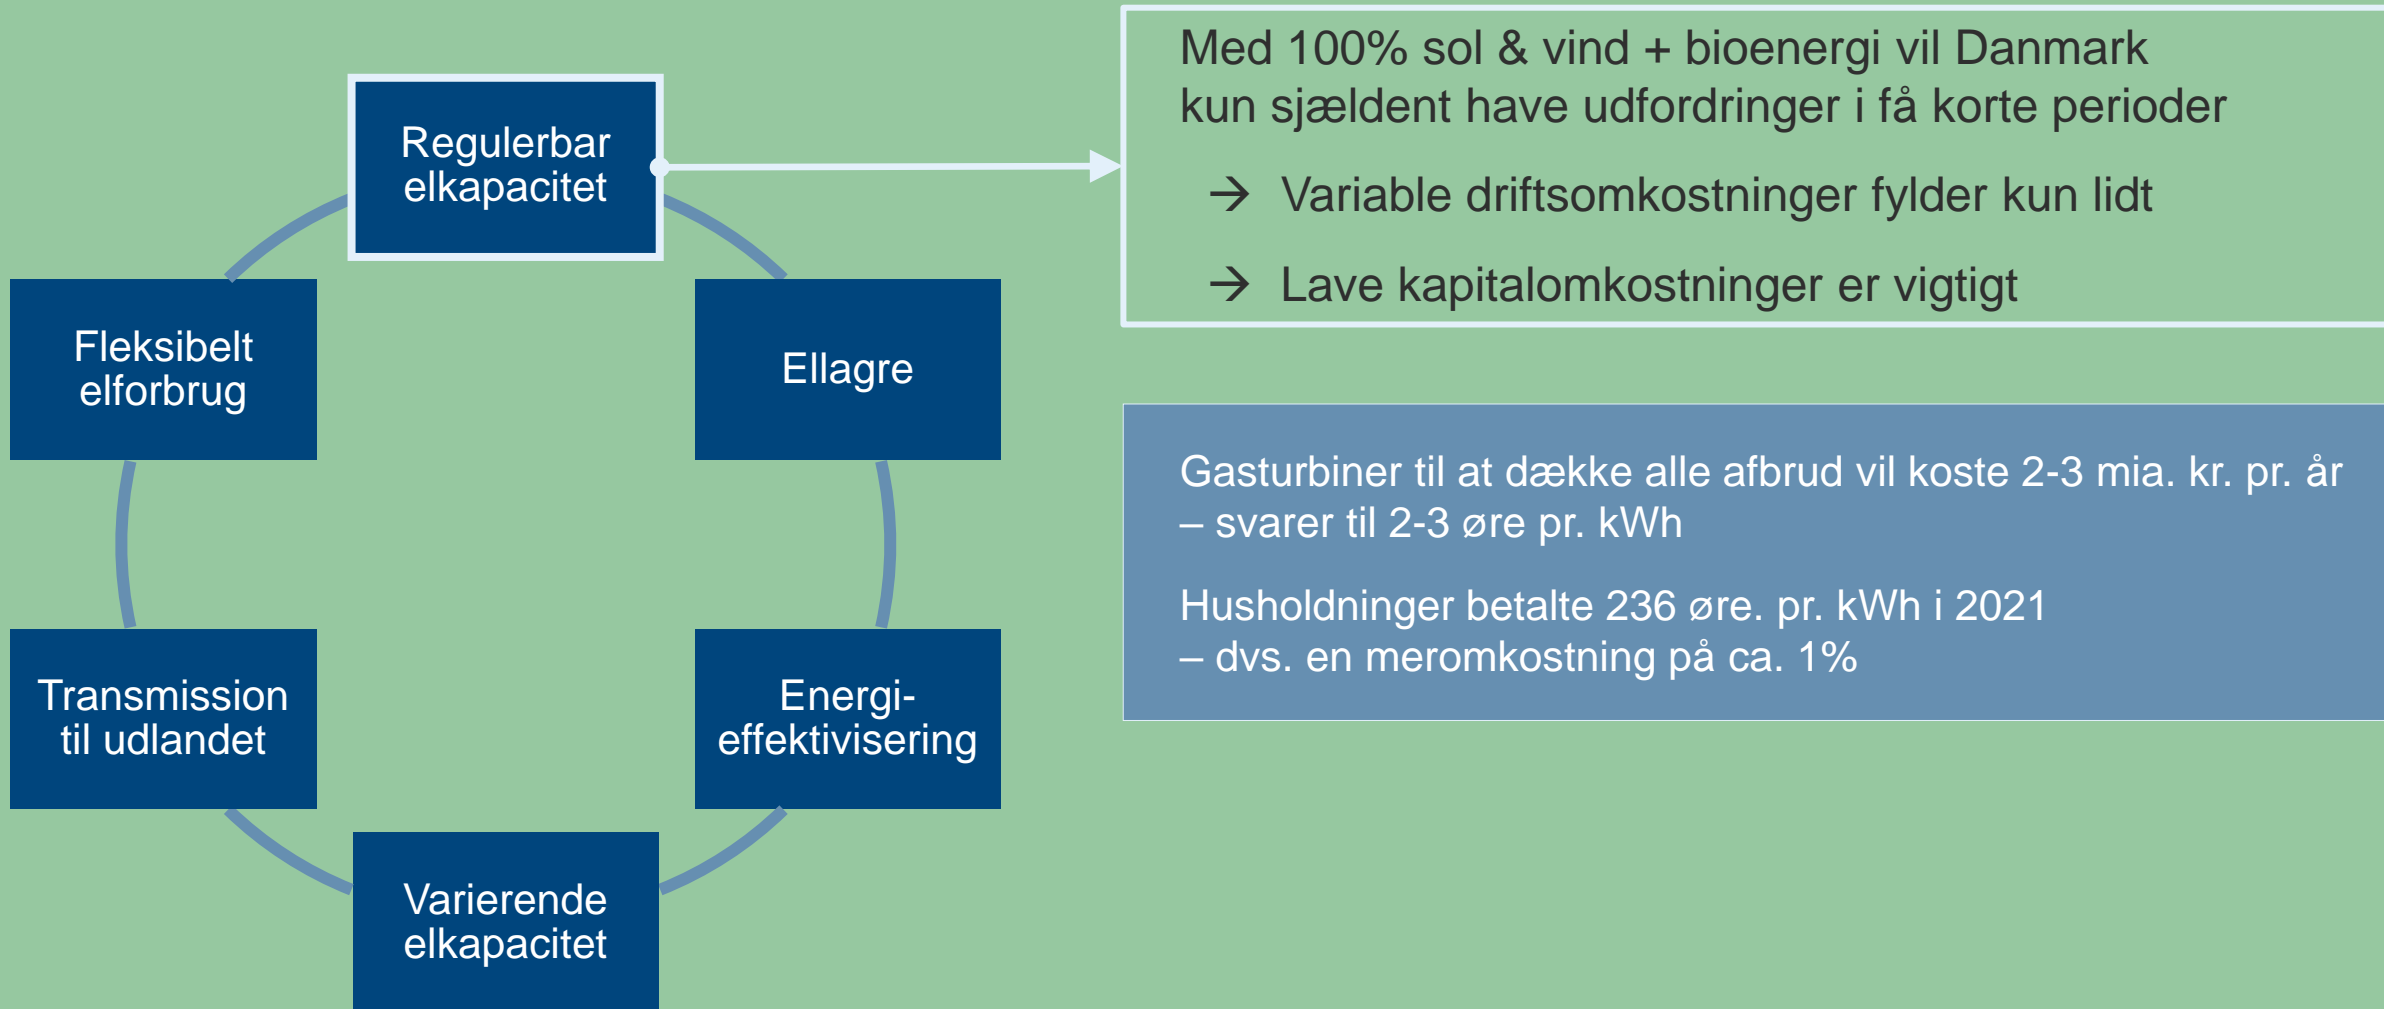 Regulerbar
elkapacitet
Ellagre
Energi-
effektivisering
Varierende
elkapacitet
Transmission
til udlandet
Fleksibelt
elforbrug
Med 100% sol & vind + bioenergi vil Danmark
kun sjældent have udfordringer i få korte perioder
→ Variable driftsomkostninger fylder kun lidt
→ Lave kapitalomkostninger er vigtigt
Gasturbiner til at dække alle afbrud vil koste 2-3 mia. kr. pr. år
– svarer til 2-3 øre pr. kWh
Husholdninger betalte 236 øre. pr. kWh i 2021
– dvs. en meromkostning på ca. 1%